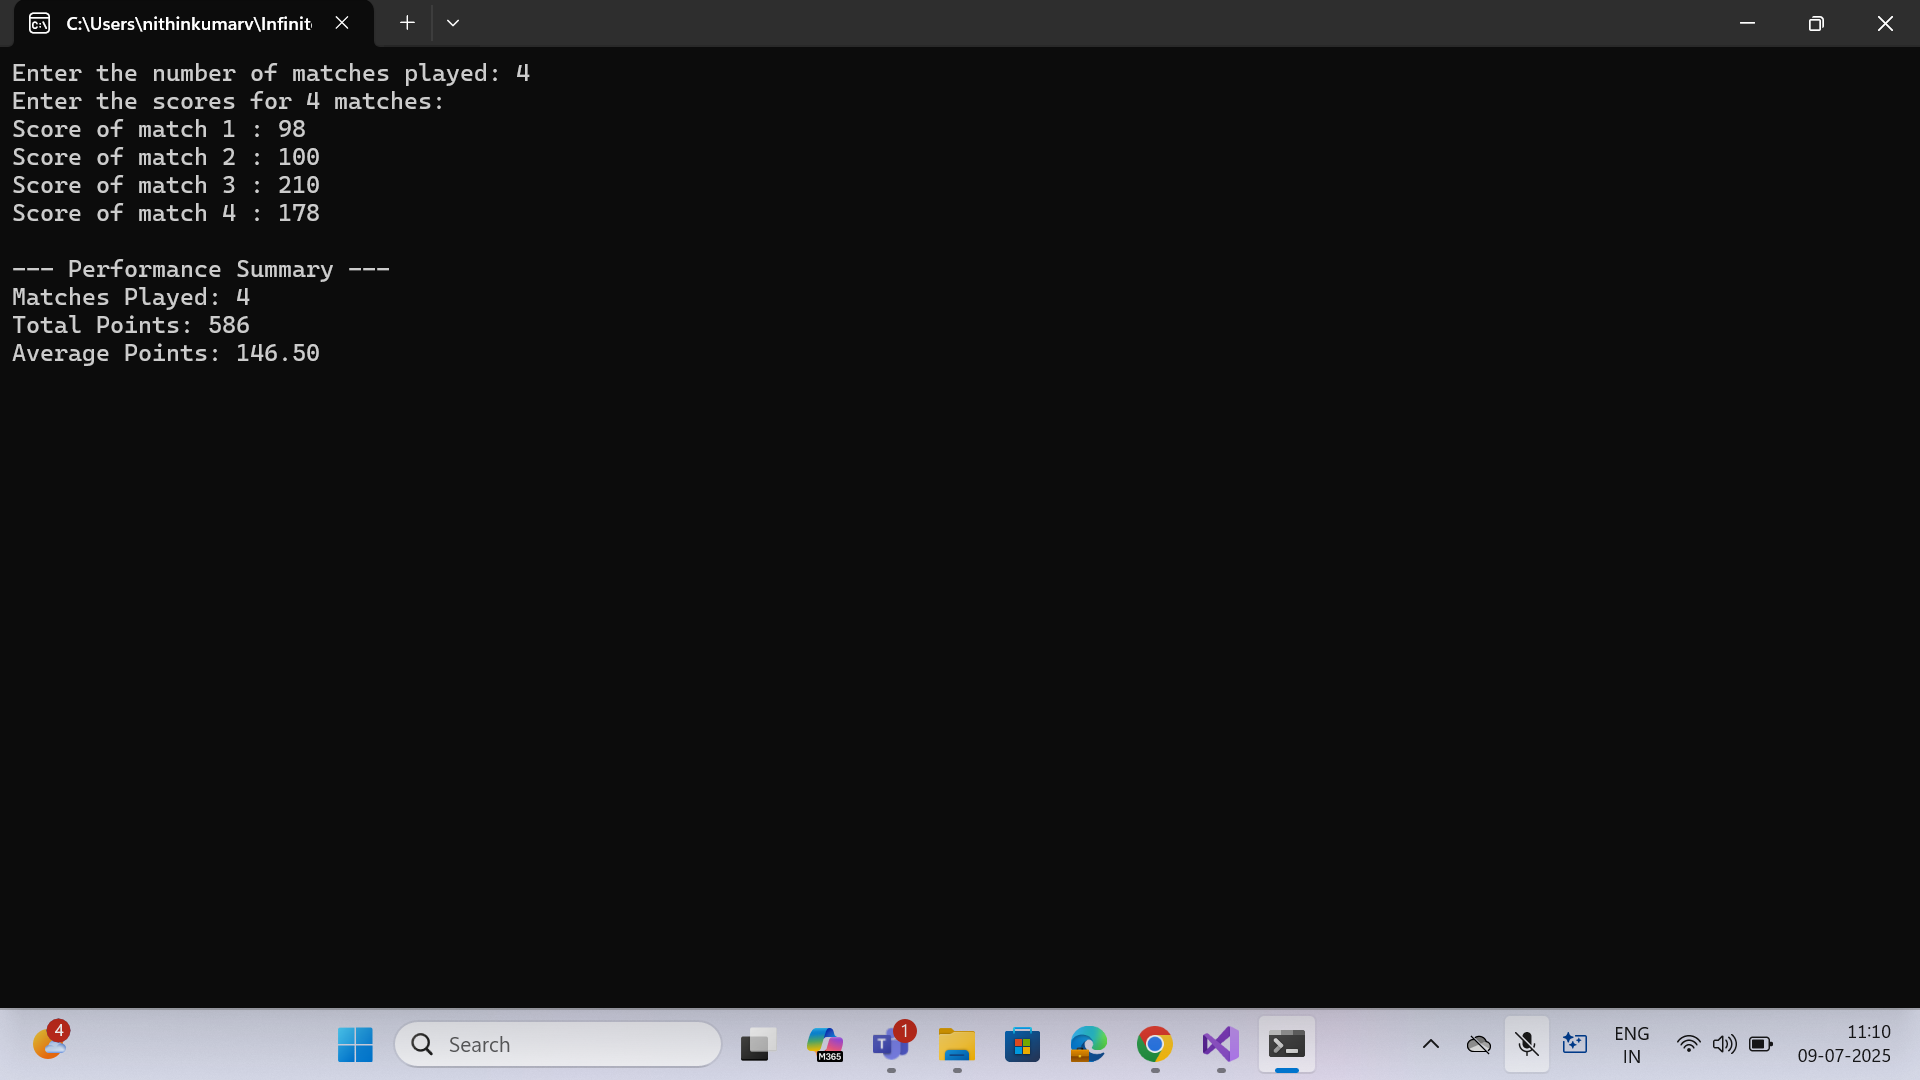 C:\Users\nithinkumarv\Infinit
Enter the number of matches played: 4
Enter the scores for 4 matches:
Score of match 1 : 98
Score of match 2 : 100
Score of match 3 : 210
Score of match 4 : 178
--- Performance Summary ---
Matches Played: 4
Total Points: 586
Average Points: 146.50
4
Search
M365
T
1
ENG
IN
11:10
09-07-2025